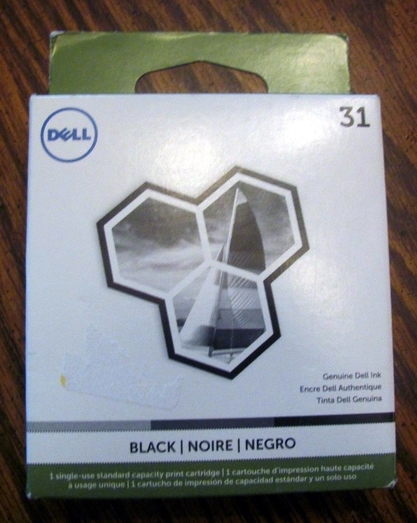 DELL
31
Genuine Dell Ink
Encre Dell Authentique
Tinta Dell Genuina
BLACK | NOIRE | NEGRO
1 single-use standard capacity print cartridge | 1 cartouche d'impression haute capacité
à usage unique | 1 cartucho de impresión de capacidad estándar y un solo uso